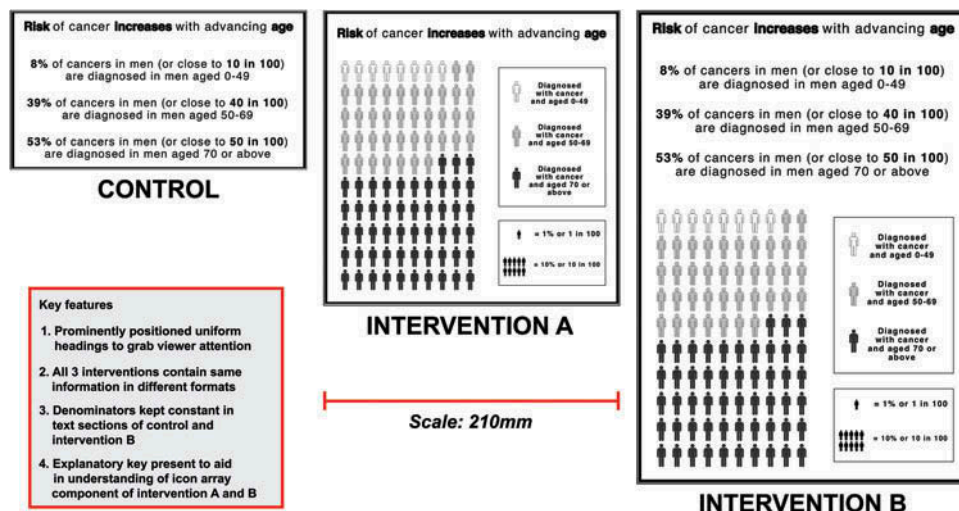 Risk of cancer increases with advancing age
8% of cancers in men (or close to 10 in 100)
are diagnosed in men aged 0-49
39% of cancers in men (or close to 40 in 100)
are diagnosed in men aged 50-69
53% of cancers in men (or close to 50 in 100)
are diagnosed in men aged 70 or above
CONTROL
Risk of cancer increases with advancing age
Diagnosed
with cancer
and aged 0-49
Diagnosed
with cancer
and aged 50-69
Diagnosed
with cancer
and aged 70 or
above
= 1% or 1 in 100
= 10% or 10 in 100
INTERVENTION A
Risk of cancer increases with advancing age
8% of cancers in men (or close to 10 in 100)
are diagnosed in men aged 0-49
39% of cancers in men (or close to 40 in 100)
are diagnosed in men aged 50-69
53% of cancers in men (or close to 50 in 100)
are diagnosed in men aged 70 or above
Diagnosed
with cancer
and aged 0-49
Diagnosed
with cancer
and aged 50-69
Diagnosed
with cancer
and aged 70 or
above
= 1% or 1 in 100
= 10% or 10 in 100
INTERVENTION B
Key features
1. Prominently positioned uniform
headings to grab viewer attention
2. All 3 interventions contain same
information in different formats
3. Denominators kept constant in
text sections of control and
intervention B
4. Explanatory key present to aid
in understanding of icon array
component of intervention A and B
Scale: 210mm